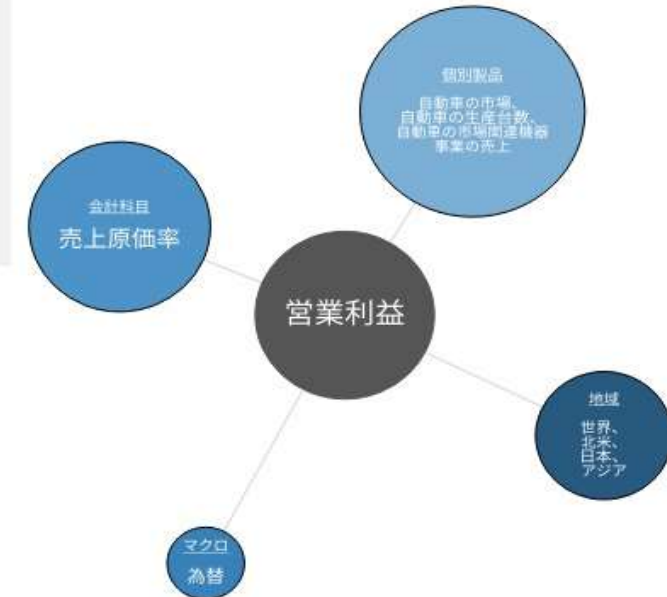 個別製品
自動車の市場、
自動車の生産台数、
自動車の市場関連機器
事業の売上
会計科目
売上原価率
営業利益
地域
世界、
北米、
日本、
アジア
マクロ
為替